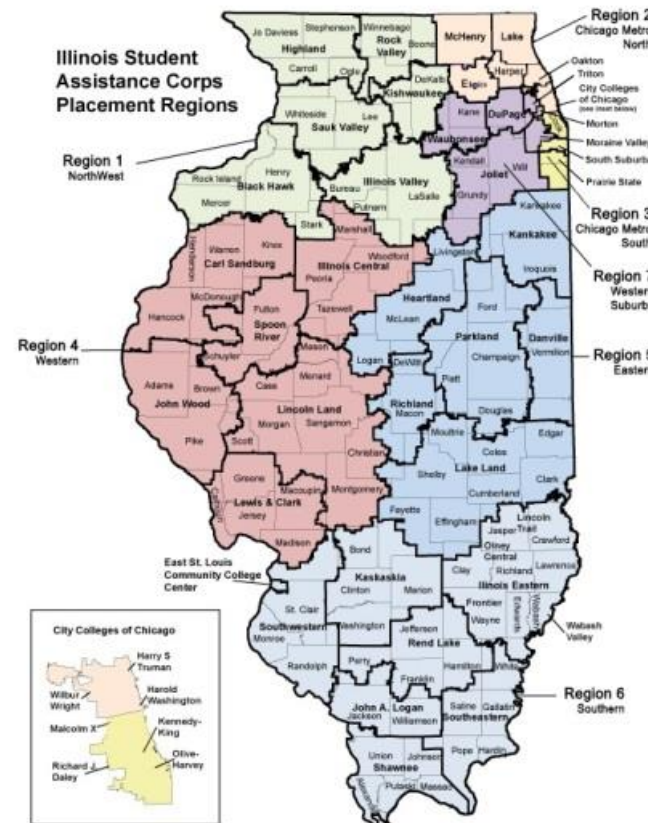 Illinois Student
Assistance Corps
Placement Regions
Region 2
Chicago Metro
North
Region 1
NorthWest
Region 3
Chicago Metro
South
Region 7
Western
Suburbs
Region 4
Western
Region 5
Eastern
Region 6
Southern
Jo Daviess
Stephenson
Winnebago
Highland
Rock
Valley
Boone
McHenry
Lake
Carroll
Ogle
DeKalb
Kishwaukee
Elgin
Harper
Oakton
Triton
City Colleges
of Chicago
(see inset below)
Morton
Moraine Valley
South Suburban
Prairie State
Whiteside
Lee
Sauk Valley
Kane
DuPage
Waubonsee
Kendall
Will
Joliet
Grundy
Rock Island
Henry
Black Hawk
Mercer
Bureau
Illinois Valley
Putnam
LaSalle
Stark
Marshall
Kankakee
Kankakee
Livingston
Iroquois
Henderson
Warren
Knox
Carl Sandburg
Woodford
Illinois Central
Peoria
Tazewell
McDonough
Hancock
Fulton
Spoon
River
Schuyler
Mason
Heartland
McLean
Ford
Parkland
Danville
Vermilion
Logan
DeWitt
Champaign
Piatt
Richland
Macon
Douglas
Adams
Brown
John Wood
Pike
Cass
Menard
Lincoln Land
Morgan
Sangamon
Scott
Christian
Moultrie
Edgar
Coles
Shelby
Lake Land
Clark
Cumberland
Greene
Macoupin
Montgomery
Lewis & Clark
Jersey
Calhoun
Madison
Fayette
Effingham
East St. Louis
Community College
Center
Bond
Kaskaskia
Clinton
Marion
Lincoln
Trail
Jasper
Crawford
Olney
Central
Clay
Richland
Lawrence
Illinois Eastern
Frontier
Wayne
Edwards
Wabash
Wabash
Valley
St. Clair
Southwestern
Monroe
Washington
Jefferson
Rend Lake
Randolph
Perry
Franklin
Hamilton
White
John A. Logan
Jackson
Williamson
Saline
Gallatin
Southeastern
Union
Johnson
Pope
Hardin
Shawnee
Alexander
Pulaski
Massac
City Colleges of Chicago
Harry S
Truman
Wilbur
Wright
Harold
Washington
Malcolm X
Kennedy-
King
Richard J.
Daley
Olive-
Harvey